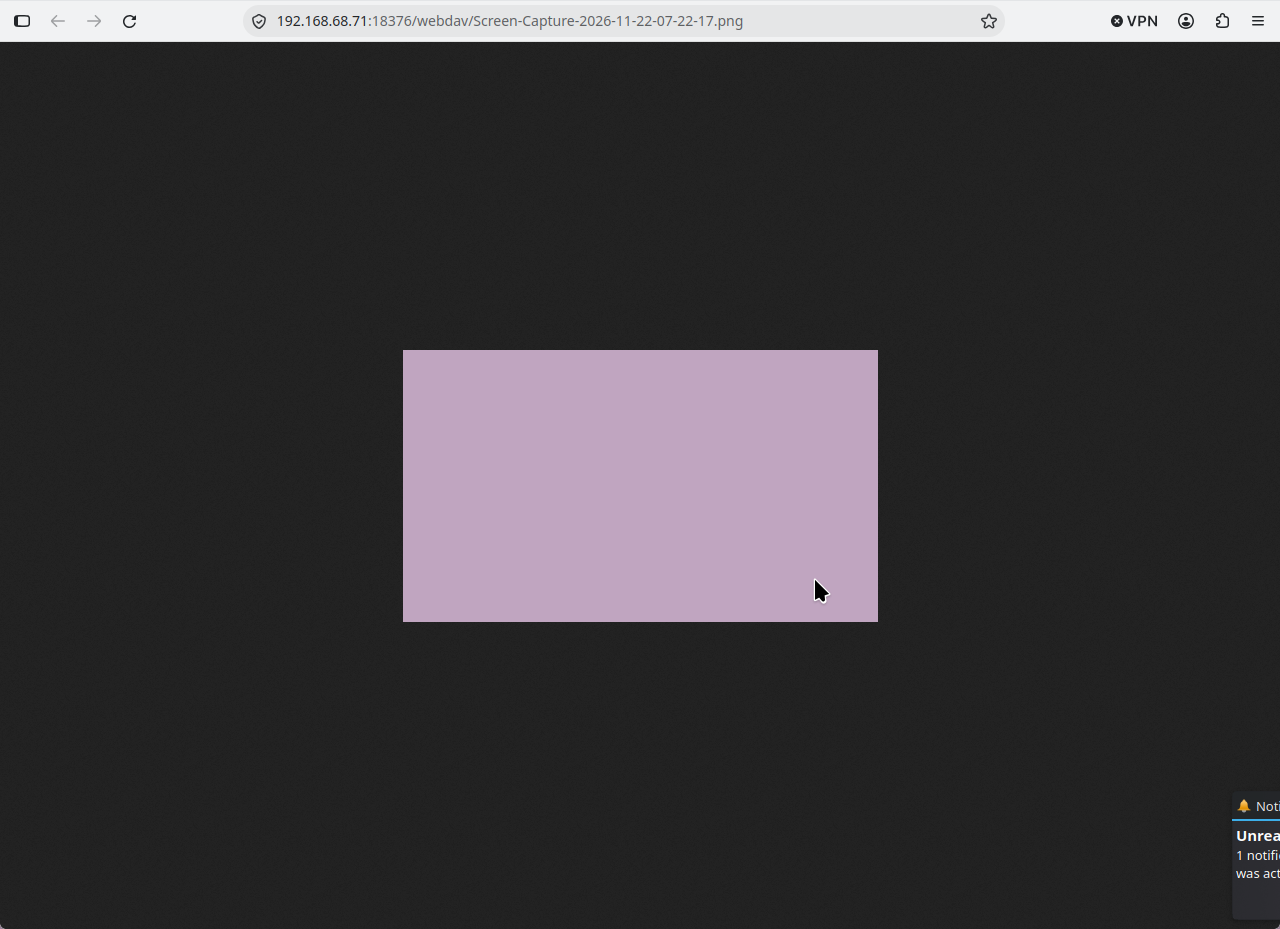 192.168.68.71:18376/webdav/Screen-Capture-2026-11-22-07-22-17.png
VPN
1 notifi
was act